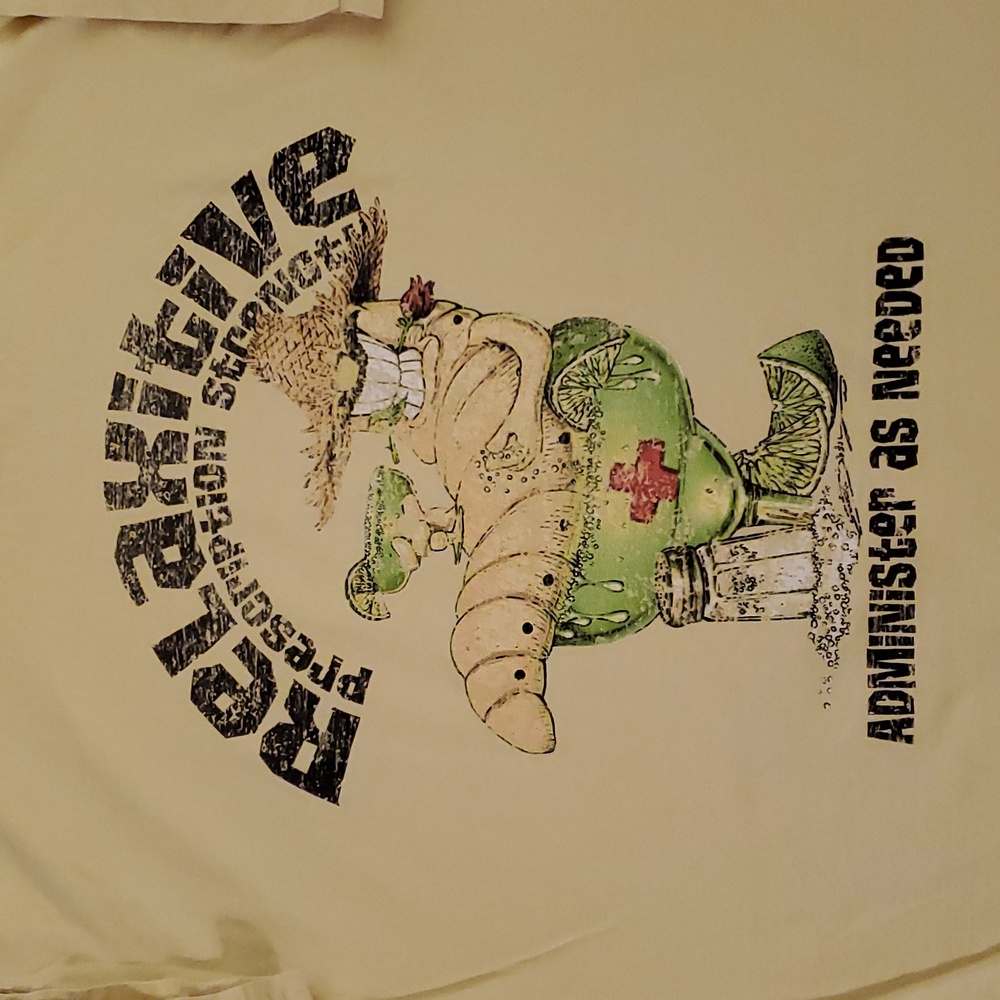 Relaxitive
prescription strength
ADMINISter as NeeDeD